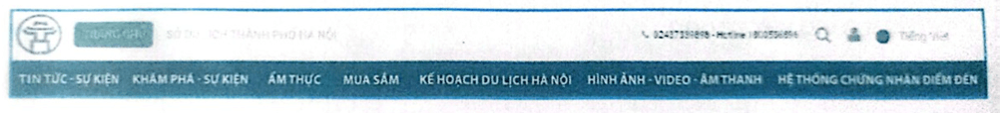 TRANG CHỦ SỞ DU LỊCH THÀNH PHỐ HÀ NỘI 02437339898 - Hotline 1800556896 Tiếng Việt
TIN TỨC - SỰ KIỆN KHÁM PHÁ - SỰ KIỆN ẨM THỰC MUA SẮM KẾ HOẠCH DU LỊCH HÀ NỘI HÌNH ẢNH - VIDEO - ÂM THANH HỆ THỐNG CHỨNG NHẬN ĐIỂM ĐẾN